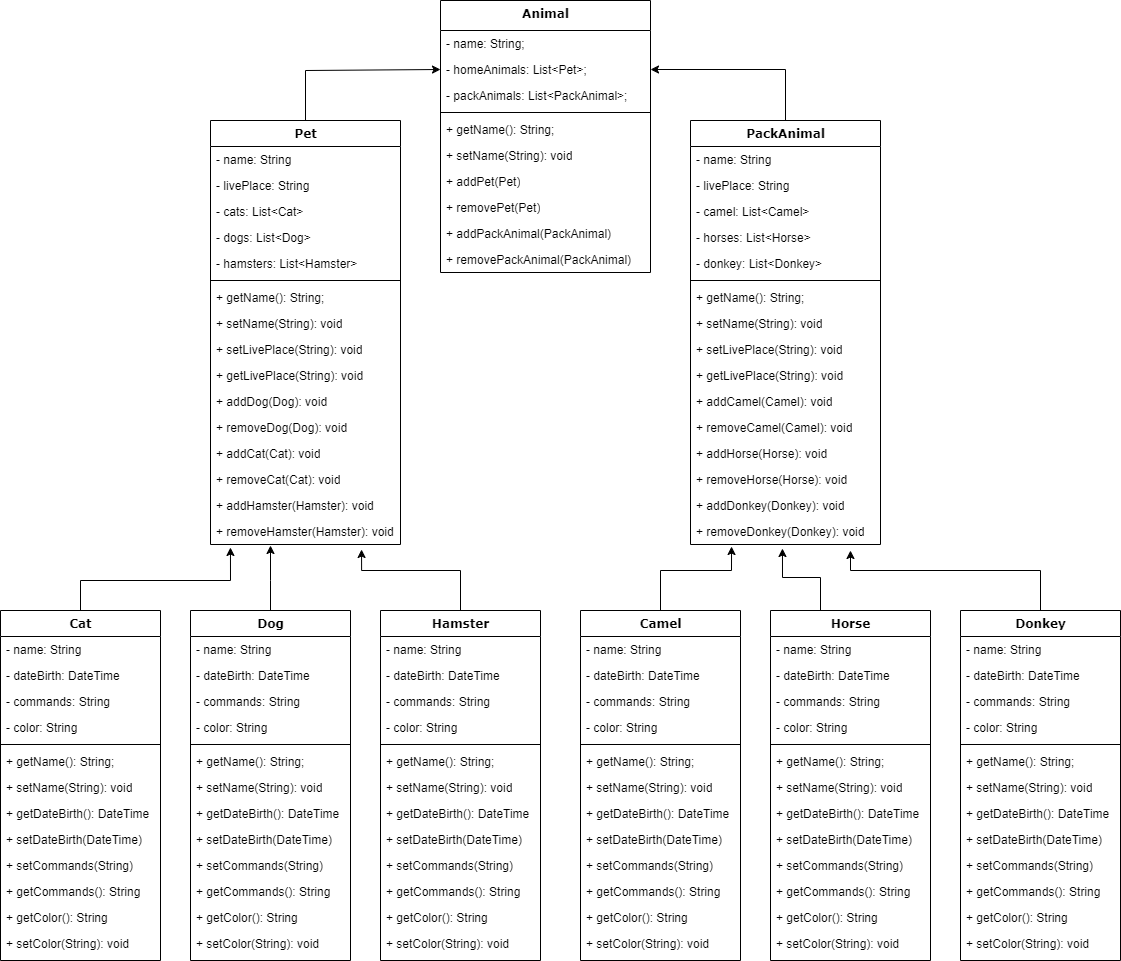 Animal
- name: String;
- homeAnimals: List<Pet>;
- packAnimals: List<PackAnimal>;
+ getName(): String;
+ setName(String): void
+ addPet(Pet)
+ removePet(Pet)
+ addPackAnimal(PackAnimal)
+ removePackAnimal(PackAnimal)
Pet
- name: String
- livePlace: String
- cats: List<Cat>
- dogs: List<Dog>
- hamsters: List<Hamster>
+ getName(): String;
+ setName(String): void
+ setLivePlace(String): void
+ getLivePlace(String): void
+ addDog(Dog): void
+ removeDog(Dog): void
+ addCat(Cat): void
+ removeCat(Cat): void
+ addHamster(Hamster): void
+ removeHamster(Hamster): void
PackAnimal
- name: String
- livePlace: String
- camel: List<Camel>
- horses: List<Horse>
- donkey: List<Donkey>
+ getName(): String;
+ setName(String): void
+ setLivePlace(String): void
+ getLivePlace(String): void
+ addCamel(Camel): void
+ removeCamel(Camel): void
+ addHorse(Horse): void
+ removeHorse(Horse): void
+ addDonkey(Donkey): void
+ removeDonkey(Donkey): void
Cat
- name: String
- dateBirth: DateTime
- commands: String
- color: String
+ getName(): String;
+ setName(String): void
+ getDateBirth(): DateTime
+ setDateBirth(DateTime)
+ setCommands(String)
+ getCommands(): String
+ getColor(): String
+ setColor(String): void
Dog
- name: String
- dateBirth: DateTime
- commands: String
- color: String
+ getName(): String;
+ setName(String): void
+ getDateBirth(): DateTime
+ setDateBirth(DateTime)
+ setCommands(String)
+ getCommands(): String
+ getColor(): String
+ setColor(String): void
Hamster
- name: String
- dateBirth: DateTime
- commands: String
- color: String
+ getName(): String;
+ setName(String): void
+ getDateBirth(): DateTime
+ setDateBirth(DateTime)
+ setCommands(String)
+ getCommands(): String
+ getColor(): String
+ setColor(String): void
Camel
- name: String
- dateBirth: DateTime
- commands: String
- color: String
+ getName(): String;
+ setName(String): void
+ getDateBirth(): DateTime
+ setDateBirth(DateTime)
+ setCommands(String)
+ getCommands(): String
+ getColor(): String
+ setColor(String): void
Horse
- name: String
- dateBirth: DateTime
- commands: String
- color: String
+ getName(): String;
+ setName(String): void
+ getDateBirth(): DateTime
+ setDateBirth(DateTime)
+ setCommands(String)
+ getCommands(): String
+ getColor(): String
+ setColor(String): void
Donkey
- name: String
- dateBirth: DateTime
- commands: String
- color: String
+ getName(): String;
+ setName(String): void
+ getDateBirth(): DateTime
+ setDateBirth(DateTime)
+ setCommands(String)
+ getCommands(): String
+ getColor(): String
+ setColor(String): void